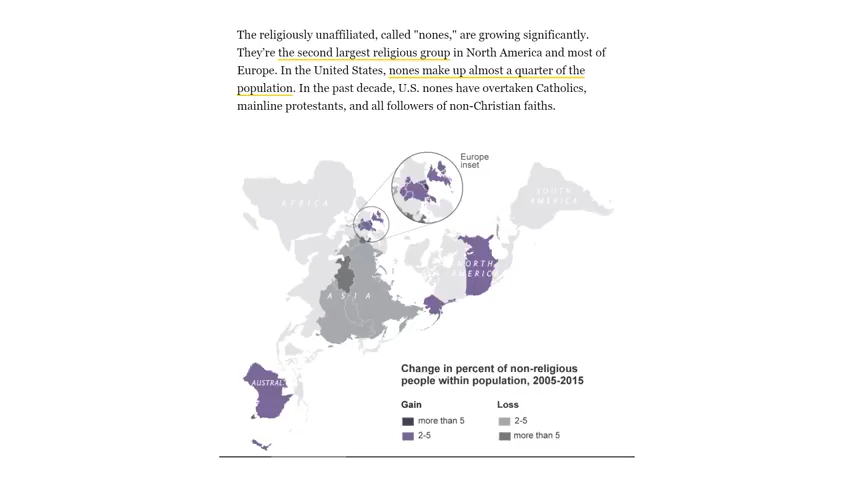 The religiously unaffiliated, called "nones," are growing significantly.
They're the second largest religious group in North America and most of
Europe. In the United States, nones make up almost a quarter of the
population. In the past decade, U.S. nones have overtaken Catholics,
mainline protestants, and all followers of non-Christian faiths.
Europe
inset
AFRICA
SOUTH
AMERICA
NORTH
AMERICA
ASIA
AUSTRAL
Change in percent of non-religious
people within population, 2005-2015
Gain
more than 5
2-5
Loss
2-5
more than 5